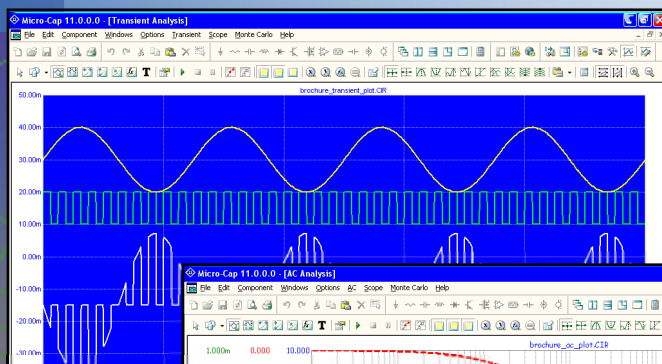 Micro-Cap 11.0.0.0 - [Transient Analysis]
File Edit Component Windows Options Transient Scope Monte Carlo Help
T
brochure_transient_plot.CIR
50.00m
40.00m
30.00m
20.00m
10.00m
0.00m
-10.00m
-20.00m
-30.00m
Micro-Cap 11.0.0.0 - [AC Analysis]
File Edit Component Windows Options AC Scope Monte Carlo Help
T
brochure_ac_plot.CIR
1.000m 0.000 10.000